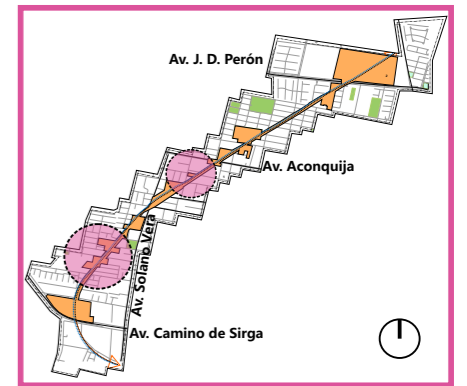 Av. J. D. Perón
Av. Aconquija
Av. Solano Vera
Av. Camino de Sirga